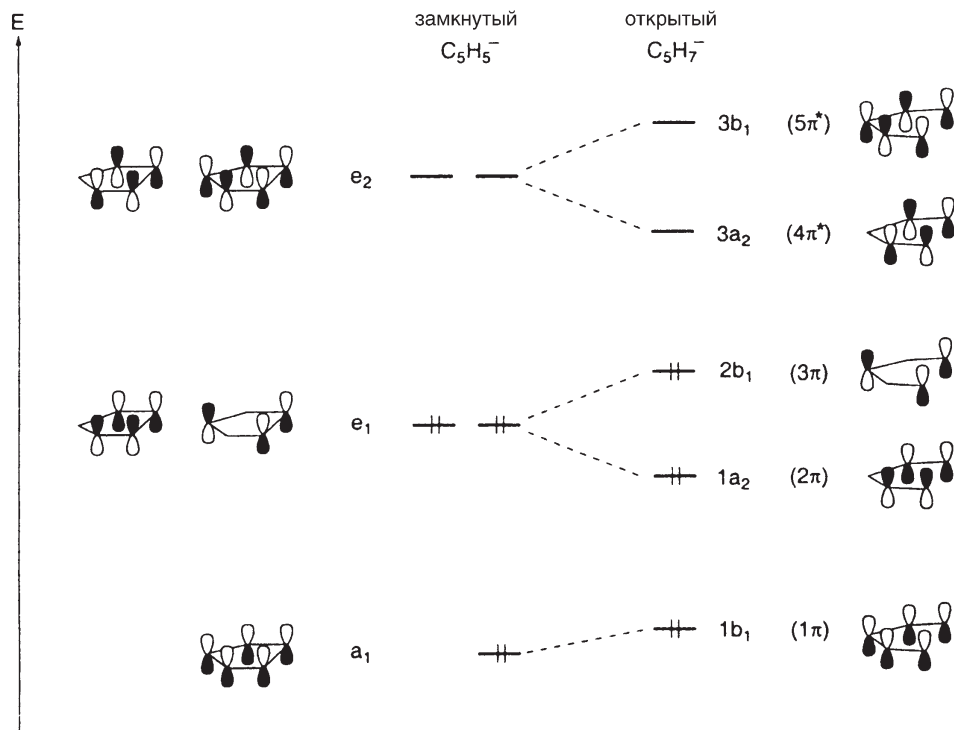 E
замкнутый открытый
C₅H₅⁻ C₅H₇⁻
3b₁ (5π*)
e₂
3a₂ (4π*)
2b₁ (3π)
e₁
1a₂ (2π)
1b₁ (1π)
a₁